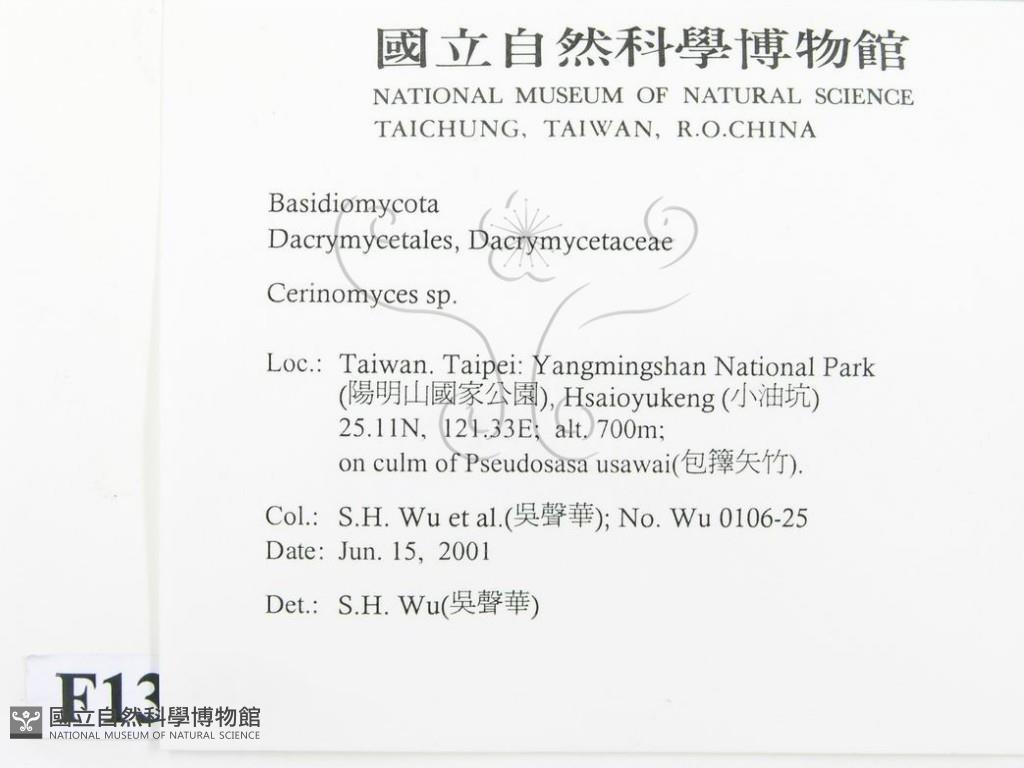 國立自然科學博物館
NATIONAL MUSEUM OF NATURAL SCIENCE
TAICHUNG, TAIWAN, R.O.CHINA
Basidiomycota
Dacrymycetales, Dacrymycetaceae
Cerinomyces sp.
Loc.: Taiwan. Taipei: Yangmingshan National Park
(陽明山國家公園), Hsaioyukeng (小油坑)
25.11N, 121.33E; alt. 700m;
on culm of Pseudosasa usawai(包籜矢竹).
Col.: S.H. Wu et al.(吳聲華); No. Wu 0106-25
Date: Jun. 15, 2001
Det.: S.H. Wu(吳聲華)
F13
國立自然科學博物館
NATIONAL MUSEUM OF NATURAL SCIENCE